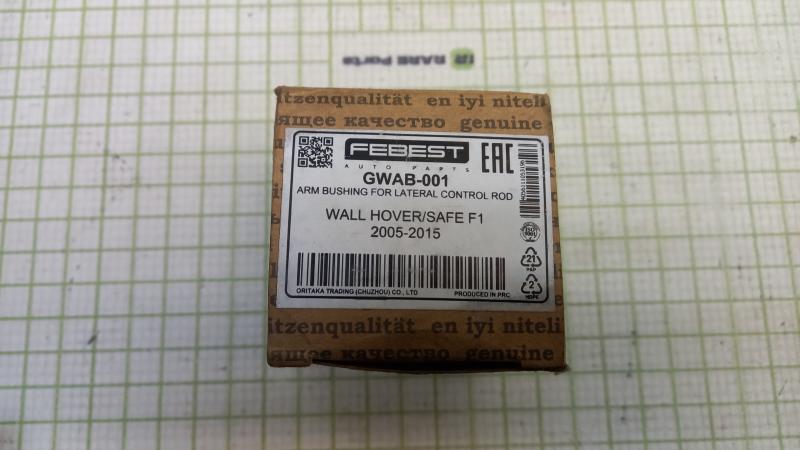 RARE Parts
itzenqualität en iyi niteli
ящее качество genuine
FEBEST
AUTO PARTS
EAC
GWAB-001
ARM BUSHING FOR LATERAL CONTROL ROD
WALL HOVER/SAFE F1
2005-2015
ISO
9001
21
PAP
2
HDPE
ORITAKA TRADING (CHUZHOU) CO., LTD
PRODUCED IN PRC
itzenqualität en iyi niteli
ящее качество genuine